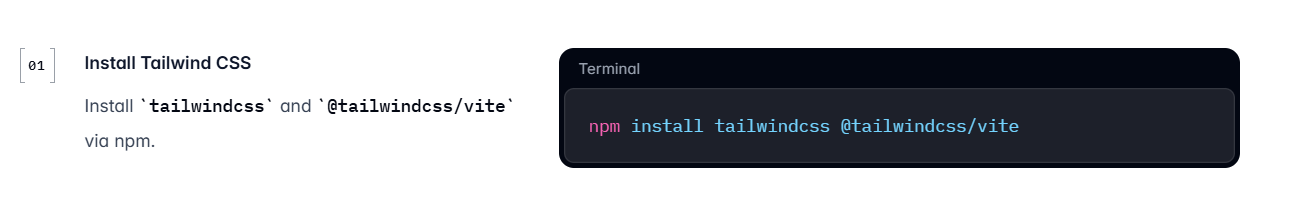 01
Install Tailwind CSS
Install `tailwindcss` and `@tailwindcss/vite`
via npm.
Terminal
npm install tailwindcss @tailwindcss/vite